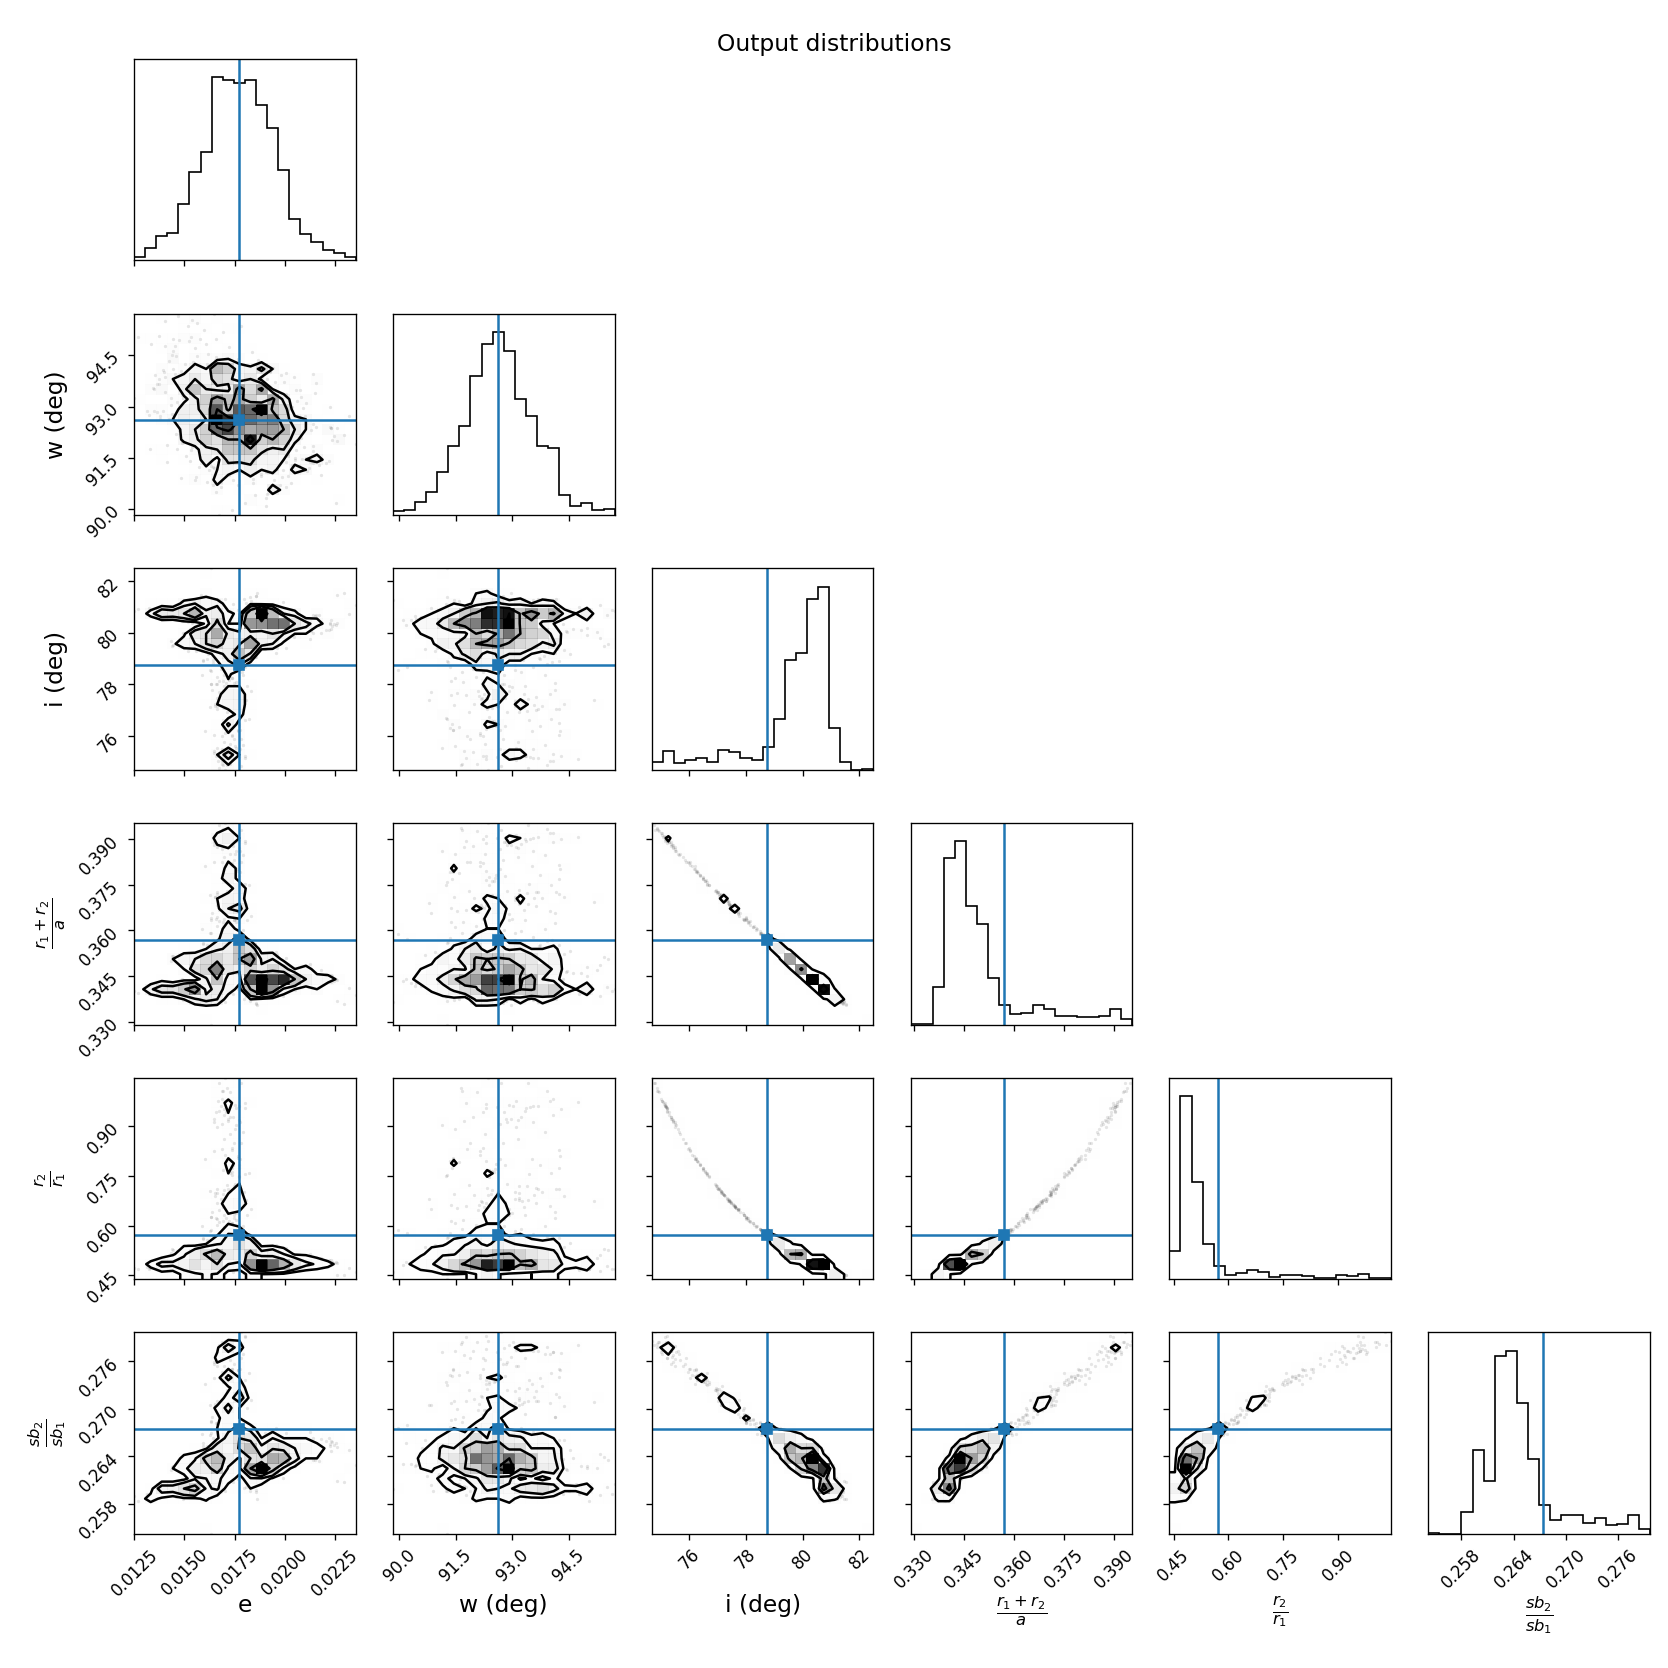 Output distributions
w (deg)
94.5
93.0
91.5
90.0
i (deg)
82
80
78
76
r₁ + r₂
a
0.390
0.375
0.360
0.345
0.330
r₂
r₁
0.90
0.75
0.60
0.45
sb₂
sb₁
0.276
0.270
0.264
0.258
0.0125 0.0150 0.0175 0.0200 0.0225
90.0 91.5 93.0 94.5
76 78 80 82
0.330 0.345 0.360 0.375 0.390
0.45 0.60 0.75 0.90
0.258 0.264 0.270 0.276
e
w (deg)
i (deg)
r₁ + r₂
a
r₂
r₁
sb₂
sb₁